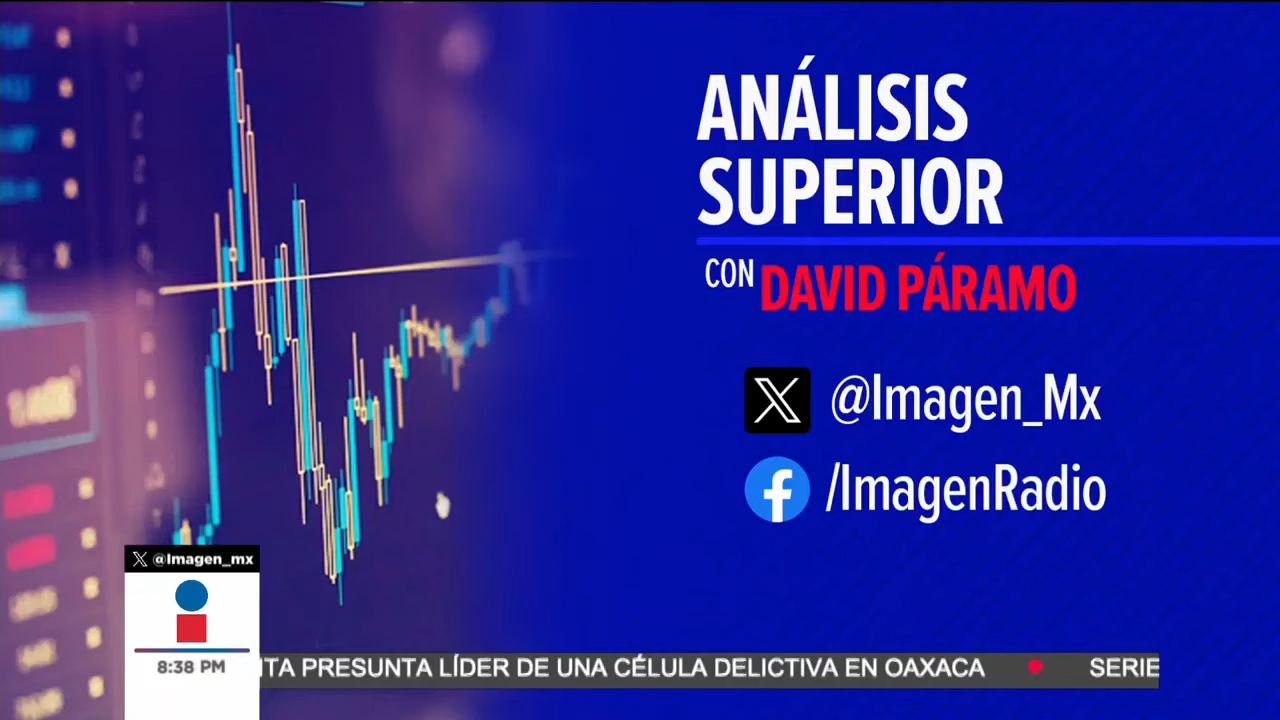 ANÁLISIS
SUPERIOR
CON DAVID PÁRAMO
@Imagen_Mx
/ImagenRadio
@Imagen_mx
8:38 PM
PRESUNTA LÍDER DE UNA CÉLULA DELICTIVA EN OAXACA